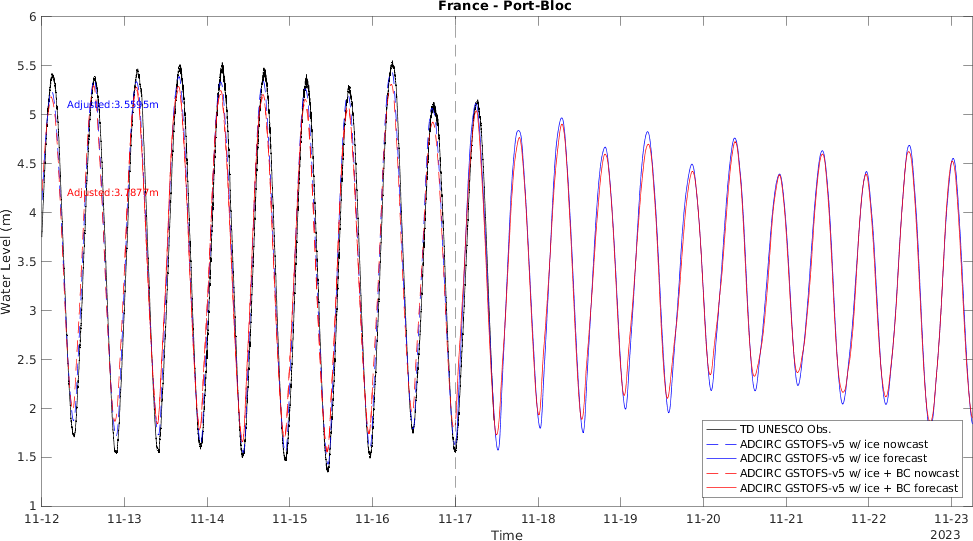 France - Port-Bloc
6
5.5
5
4.5
4
3.5
3
2.5
2
1.5
1
Water Level (m)
Adjusted:3.5595m
Adjusted:3.7877m
TD UNESCO Obs.
ADCIRC GSTOFS-v5 w/ ice nowcast
ADCIRC GSTOFS-v5 w/ ice forecast
ADCIRC GSTOFS-v5 w/ ice + BC nowcast
ADCIRC GSTOFS-v5 w/ ice + BC forecast
11-12 11-13 11-14 11-15 11-16 11-17 11-18 11-19 11-20 11-21 11-22 11-23
Time 2023